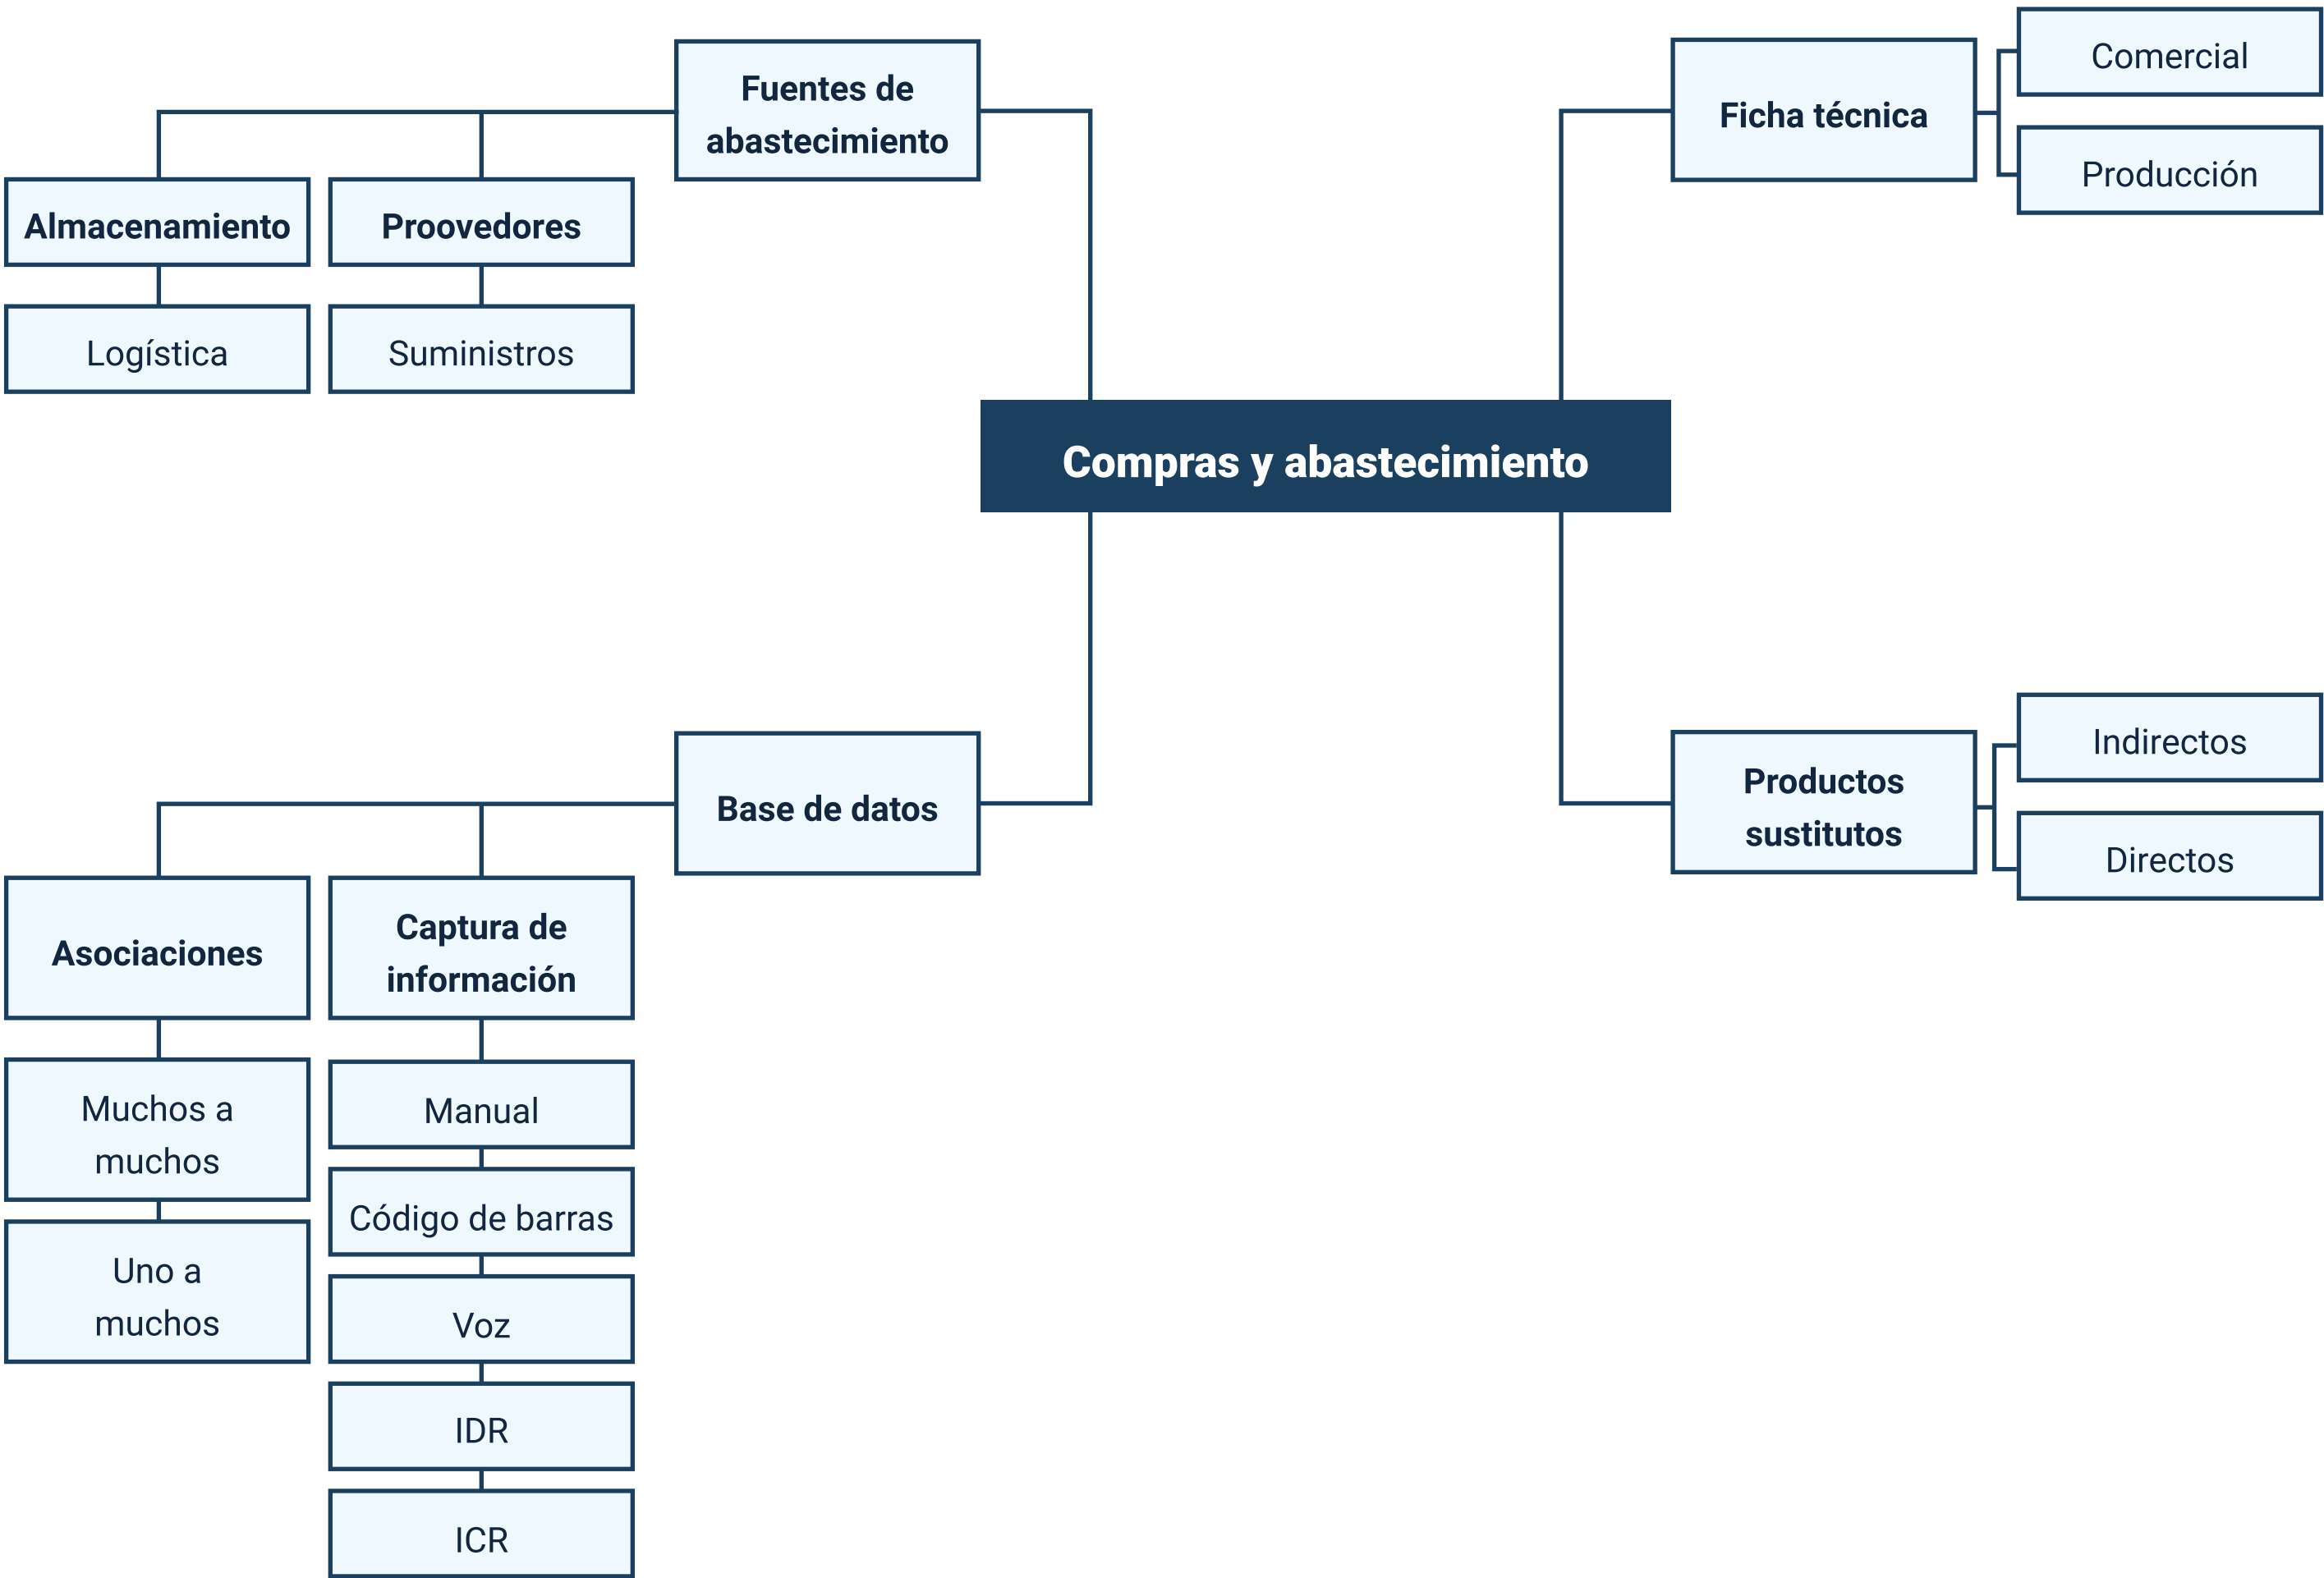 Fuentes de
abastecimiento
Almacenamiento
Proovedores
Logística
Suministros
Ficha técnica
Comercial
Producción
Compras y abastecimiento
Base de datos
Asociaciones
Muchos a
muchos
Uno a
muchos
Captura de
información
Manual
Código de barras
Voz
IDR
ICR
Productos
sustitutos
Indirectos
Directos